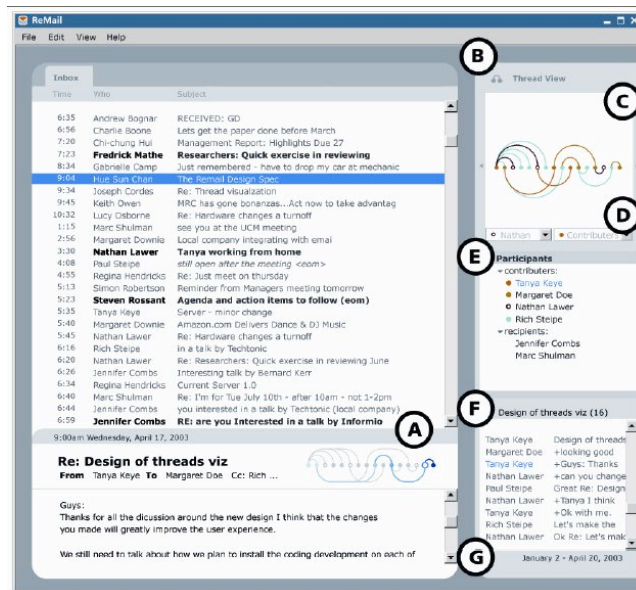 ReMail
File Edit View Help
B
Inbox
Time Who Subject
6:35 Andrew Bognar RECEIVED: GD
6:56 Charlie Boone Lets get the paper done before March
7:20 Chi-chung Hui Management Report: Highlights Due 27
7:23 Fredrick Mathe Researchers: Quick exercise in reviewing
8:34 Gabrielle Camp Just remembered - have to drop my car at mechanic
9:04 Hue Sun Chan The Remail Design Spec
9:34 Joseph Cordes Re: Thread visualzation
9:45 Keith Owen MRC has gone bonanzas...Act now to take advantag
10:32 Lucy Osborne Re: Hardware changes a turnoff
1:15 Marc Shulman see you at the UCM meeting
2:56 Margaret Downie Local company integrating with emai
3:30 Nathan Lawer Tanya working from home
4:08 Paul Steipe still open after the meeting <eom>
4:55 Regina Hendricks Re: Just meet on thursday
5:13 Simon Robertson Reminder from Managers meeting tomorrow
5:23 Steven Rossant Agenda and action items to follow (eom)
5:35 Tanya Keye Server - minor change
5:40 Margaret Downie Amazon.com Delivers Dance & DJ Music
5:45 Nathan Lawer Re: Hardware changes a turnoff
6:16 Rich Steipe in a talk by Techtonic
6:20 Nathan Lawer Re: Researchers: Quick exercise in reviewing June
6:26 Jennifer Combs Interesting talk by Bernard Kerr
6:34 Regina Hendricks Current Server 1.0
6:40 Marc Shulman Re: I'm for Tue July 10th - after 10am - not 1-2pm
6:44 Jennifer Combs you interested in a talk by Techtonic (local company)
6:59 Jennifer Combs RE: are you Interested in a talk by Informio
A
9:00am Wednesday, April 17, 2003
Re: Design of threads viz
From Tanya Keye To Margaret Doe Cc: Rich ...
Guys:
Thanks for all the dicussion around the new design I think that the changes
you made will greatly improve the user experience.
We still need to talk about how we plan to install the coding development on each of
Thread View
C
D
Nathan Contributers
E
Participants
contributers:
Tanya Keye
Margaret Doe
Nathan Lawer
Rich Steipe
recipients:
Jennifer Combs
Marc Shulman
F
Design of threads viz (16)
Tanya Keye Design of threads
Margaret Doe +looking good
Tanya Keye +Guys: Thanks
Nathan Lawer +can you change
Paul Steipe Great Re: Design
Nathan Lawer +Tanya I think
Tanya Keye +Ok with me.
Rich Steipe Let's make the
Nathan Lawer Ok Re: Let's mak
G
January 2 - April 20, 2003